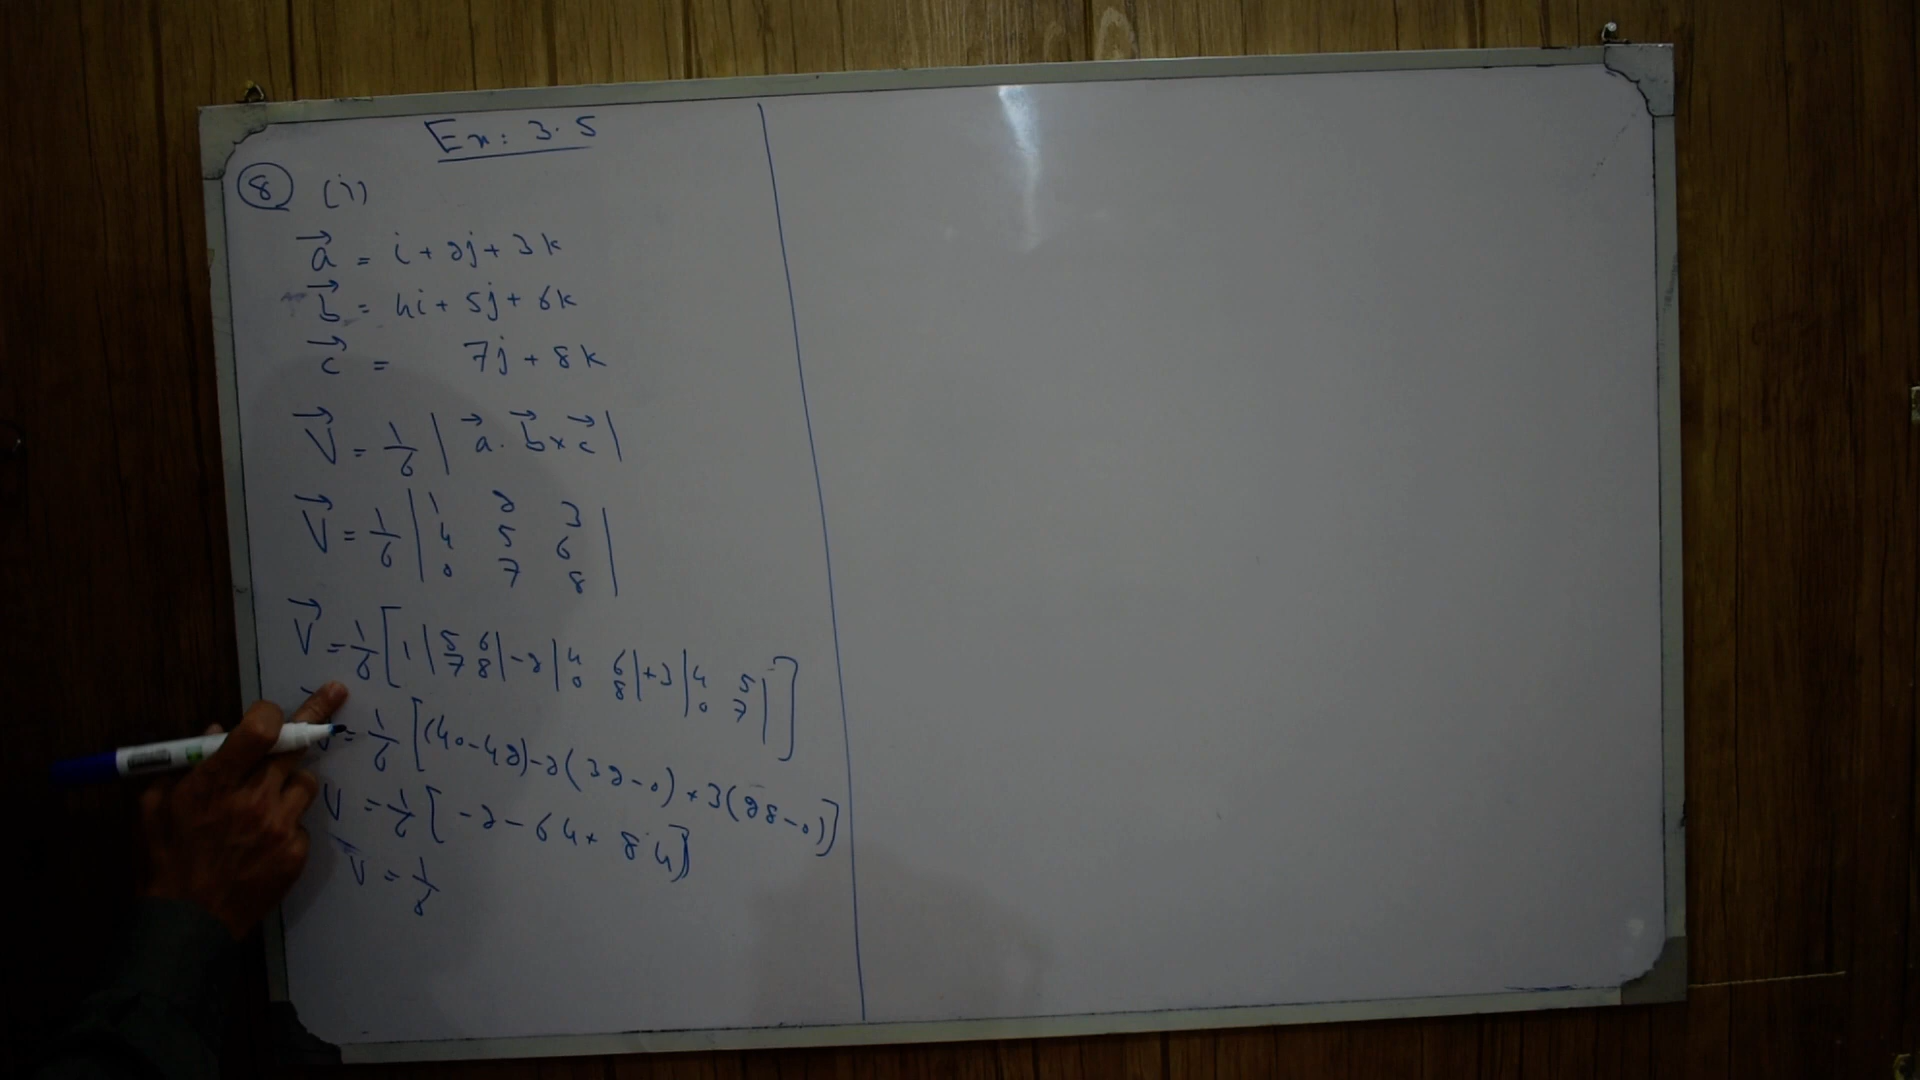 Ex: 3.5
8 (i)
a⃗ = i + 2j + 3k
b⃗ = 4i + 5j + 6k
c⃗ = 7j + 8k
V⃗ = 1/6 | a⃗ . b⃗ × c⃗ |
V⃗ = 1/6 | 1 2 3
4 5 6
0 7 8 |
V⃗ = 1/6 [ 1 | 5 6 / 7 8 | - 2 | 4 6 / 0 8 | + 3 | 4 5 / 0 7 | ]
V = 1/6 [ (40-42) - 2(32-0) + 3(28-0) ]
V = 1/6 [ -2 - 64 + 84 ]
V = 1/